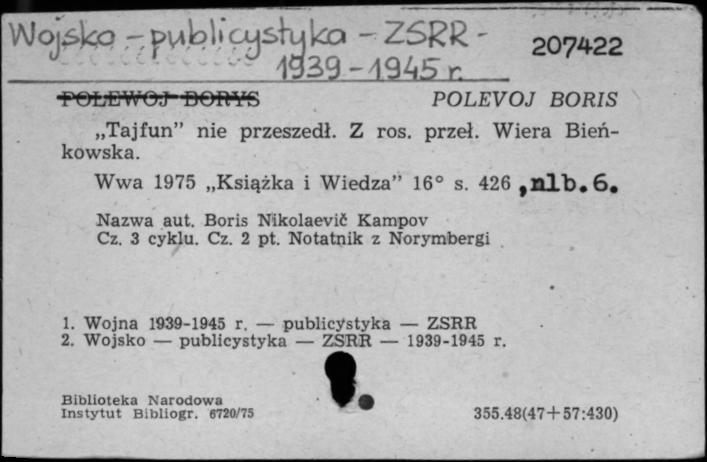 Wojsko – publicystyka – ZSRR -
207422
1939 - 1945 r.
POLEWOJ BORYS
POLEVOJ BORIS
„Tajfun” nie przeszedł. Z ros. przeł. Wiera Bień-
kowska.
Wwa 1975 „Książka i Wiedza” 16° s. 426 ,nlb.6.
Nazwa aut. Boris Nikolaevič Kampov
Cz. 3 cyklu. Cz. 2 pt. Notatnik z Norymbergi
1. Wojna 1939-1945 r. — publicystyka — ZSRR
2. Wojsko — publicystyka — ZSRR — 1939-1945 r.
Biblioteka Narodowa
Instytut Bibliogr. 6720/75
355.48(47+57:430)